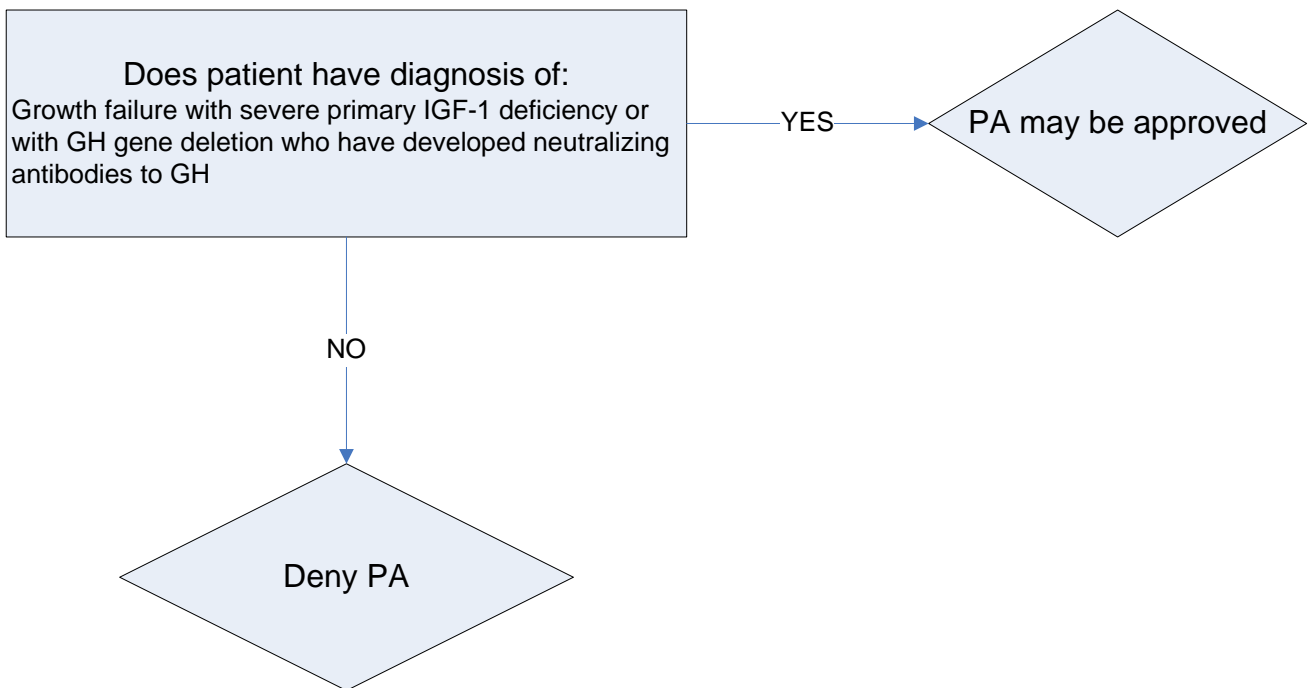 Does patient have diagnosis of:
Growth failure with severe primary IGF-1 deficiency or
with GH gene deletion who have developed neutralizing
antibodies to GH
YES
PA may be approved
NO
Deny PA